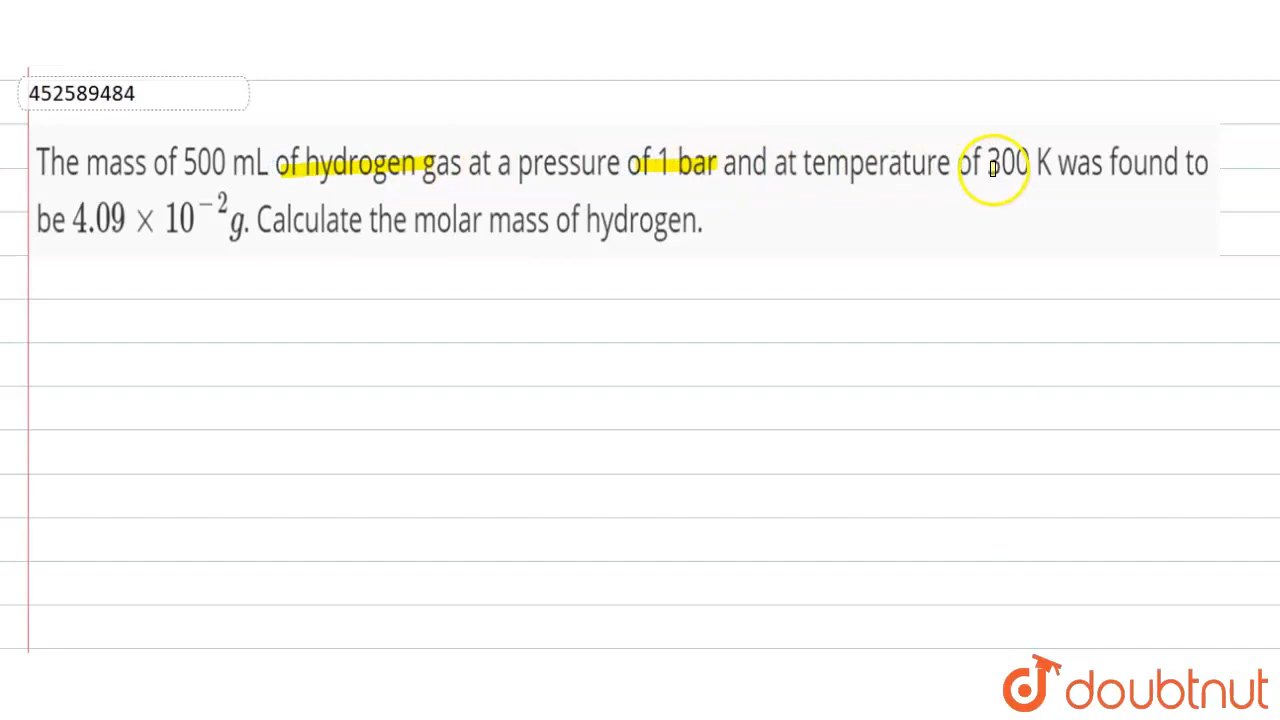 452589484
The mass of 500 mL of hydrogen gas at a pressure of 1 bar and at temperature of 300 K was found to
be 4.09 × 10⁻² g. Calculate the molar mass of hydrogen.
doubtnut